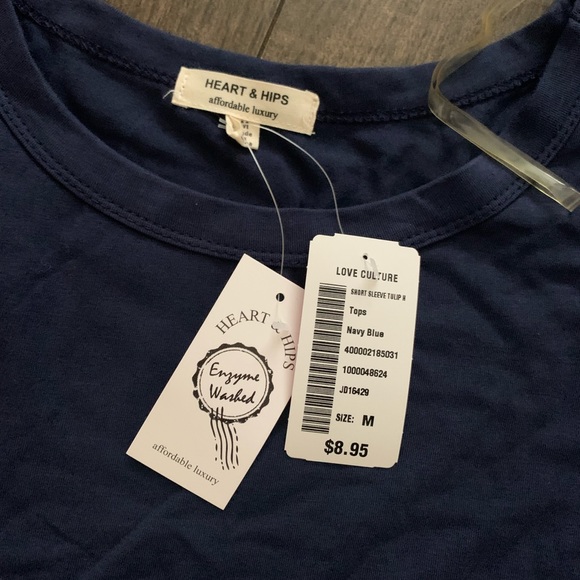 HEART & HIPS
affordable luxury
HEART & HIPS
Enzyme
Washed
affordable luxury
LOVE CULTURE
SHORT SLEEVE TULIP H
Tops
Navy Blue
400002185031
1000048624
JD16429
SIZE: M
$8.95